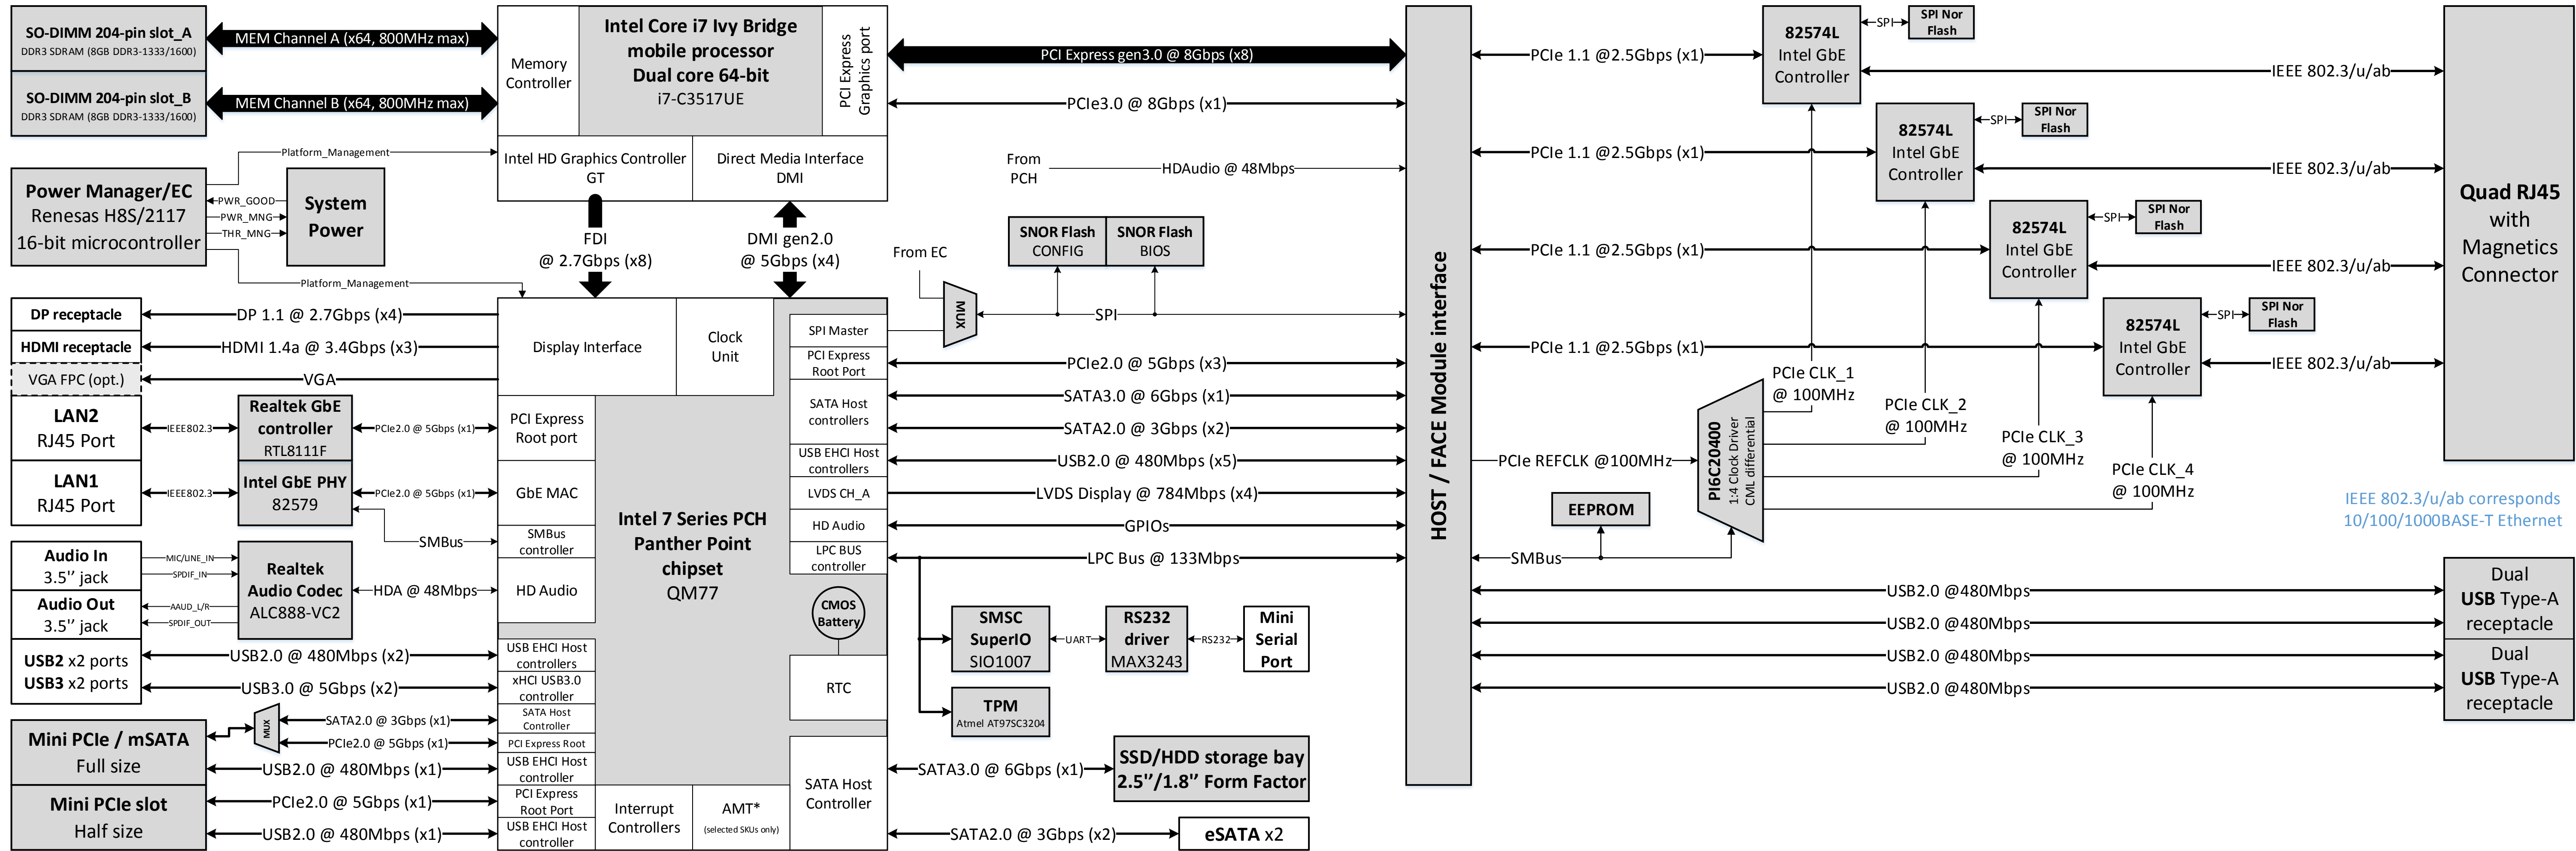 SO-DIMM 204-pin slot_A
DDR3 SDRAM (8GB DDR3-1333/1600)
MEM Channel A (x64, 800MHz max)
SO-DIMM 204-pin slot_B
DDR3 SDRAM (8GB DDR3-1333/1600)
MEM Channel B (x64, 800MHz max)
Memory
Controller
Intel Core i7 Ivy Bridge
mobile processor
Dual core 64-bit
i7-C3517UE
PCI Express
Graphics port
Intel HD Graphics Controller
GT
Direct Media Interface
DMI
Platform_Management
Power Manager/EC
Renesas H8S/2117
16-bit microcontroller
PWR_GOOD
PWR_MNG
THR_MNG
System
Power
Platform_Management
FDI
@ 2.7Gbps (x8)
DMI gen2.0
@ 5Gbps (x4)
DP receptacle
DP 1.1 @ 2.7Gbps (x4)
HDMI receptacle
HDMI 1.4a @ 3.4Gbps (x3)
VGA FPC (opt.)
VGA
Display Interface
Clock
Unit
LAN2
RJ45 Port
IEEE802.3
Realtek GbE
controller
RTL8111F
PCIe2.0 @ 5Gbps (x1)
PCI Express
Root port
LAN1
RJ45 Port
IEEE802.3
Intel GbE PHY
82579
PCIe2.0 @ 5Gbps (x1)
GbE MAC
SMBus
SMBus
controller
Audio In
3.5'' jack
MIC/LINE_IN
SPDIF_IN
Audio Out
3.5'' jack
AAUD_L/R
SPDIF_OUT
Realtek
Audio Codec
ALC888-VC2
HDA @ 48Mbps
HD Audio
USB2 x2 ports
USB3 x2 ports
USB2.0 @ 480Mbps (x2)
USB EHCI Host
controllers
USB3.0 @ 5Gbps (x2)
xHCI USB3.0
controller
Mini PCIe / mSATA
Full size
MUX
SATA2.0 @ 3Gbps (x1)
SATA Host
Controller
PCIe2.0 @ 5Gbps (x1)
PCI Express Root
USB2.0 @ 480Mbps (x1)
USB EHCI Host
controller
Mini PCIe slot
Half size
PCIe2.0 @ 5Gbps (x1)
PCI Express
Root Port
USB2.0 @ 480Mbps (x1)
USB EHCI Host
controller
Intel 7 Series PCH
Panther Point
chipset
QM77
Interrupt
Controllers
AMT*
(selected SKUs only)
SPI Master
PCI Express
Root Port
SATA Host
controllers
USB EHCI Host
controllers
LVDS CH_A
HD Audio
LPC BUS
controller
CMOS
Battery
RTC
SATA Host
Controller
PCI Express gen3.0 @ 8Gbps (x8)
PCIe3.0 @ 8Gbps (x1)
From
PCH
HDAudio @ 48Mbps
SNOR Flash
CONFIG
SNOR Flash
BIOS
From EC
MUX
SPI
PCIe2.0 @ 5Gbps (x3)
SATA3.0 @ 6Gbps (x1)
SATA2.0 @ 3Gbps (x2)
USB2.0 @ 480Mbps (x5)
LVDS Display @ 784Mbps (x4)
GPIOs
LPC Bus @ 133Mbps
SMSC
SuperIO
SIO1007
UART
RS232
driver
MAX3243
RS232
Mini
Serial
Port
TPM
Atmel AT97SC3204
SATA3.0 @ 6Gbps (x1)
SSD/HDD storage bay
2.5''/1.8'' Form Factor
SATA2.0 @ 3Gbps (x2)
eSATA x2
HOST / FACE Module interface
PCIe 1.1 @2.5Gbps (x1)
82574L
Intel GbE
Controller
SPI
SPI Nor
Flash
IEEE 802.3/u/ab
PCIe 1.1 @2.5Gbps (x1)
82574L
Intel GbE
Controller
SPI
SPI Nor
Flash
IEEE 802.3/u/ab
PCIe 1.1 @2.5Gbps (x1)
82574L
Intel GbE
Controller
SPI
SPI Nor
Flash
IEEE 802.3/u/ab
PCIe 1.1 @2.5Gbps (x1)
82574L
Intel GbE
Controller
SPI
SPI Nor
Flash
IEEE 802.3/u/ab
Quad RJ45
with
Magnetics
Connector
PCIe CLK_1
@ 100MHz
PCIe CLK_2
@ 100MHz
PCIe CLK_3
@ 100MHz
PCIe CLK_4
@ 100MHz
PCIe REFCLK @100MHz
PI6C20400
1:4 Clock Driver
CML differential
EEPROM
SMBus
IEEE 802.3/u/ab corresponds
10/100/1000BASE-T Ethernet
USB2.0 @480Mbps
USB2.0 @480Mbps
Dual
USB Type-A
receptacle
USB2.0 @480Mbps
USB2.0 @480Mbps
Dual
USB Type-A
receptacle